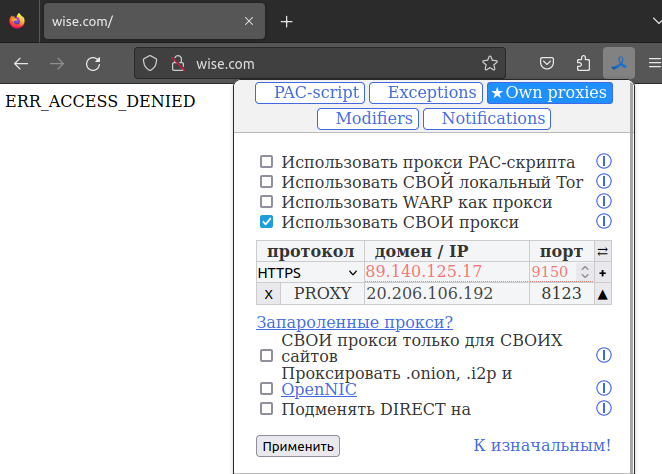 wise.com/
wise.com
ERR_ACCESS_DENIED
PAC-script Exceptions ★Own proxies
Modifiers Notifications
Использовать прокси PAC-скрипта
Использовать СВОЙ локальный Tor
Использовать WARP как прокси
Использовать СВОИ прокси
протокол домен / IP порт ⇄
HTTPS 89.140.125.17 9150 +
X PROXY 20.206.106.192 8123 ▲
Запароленные прокси?
СВОИ прокси только для СВОИХ
сайтов
Проксировать .onion, .i2p и
OpenNIC
Подменять DIRECT на
Применить К изначальным!